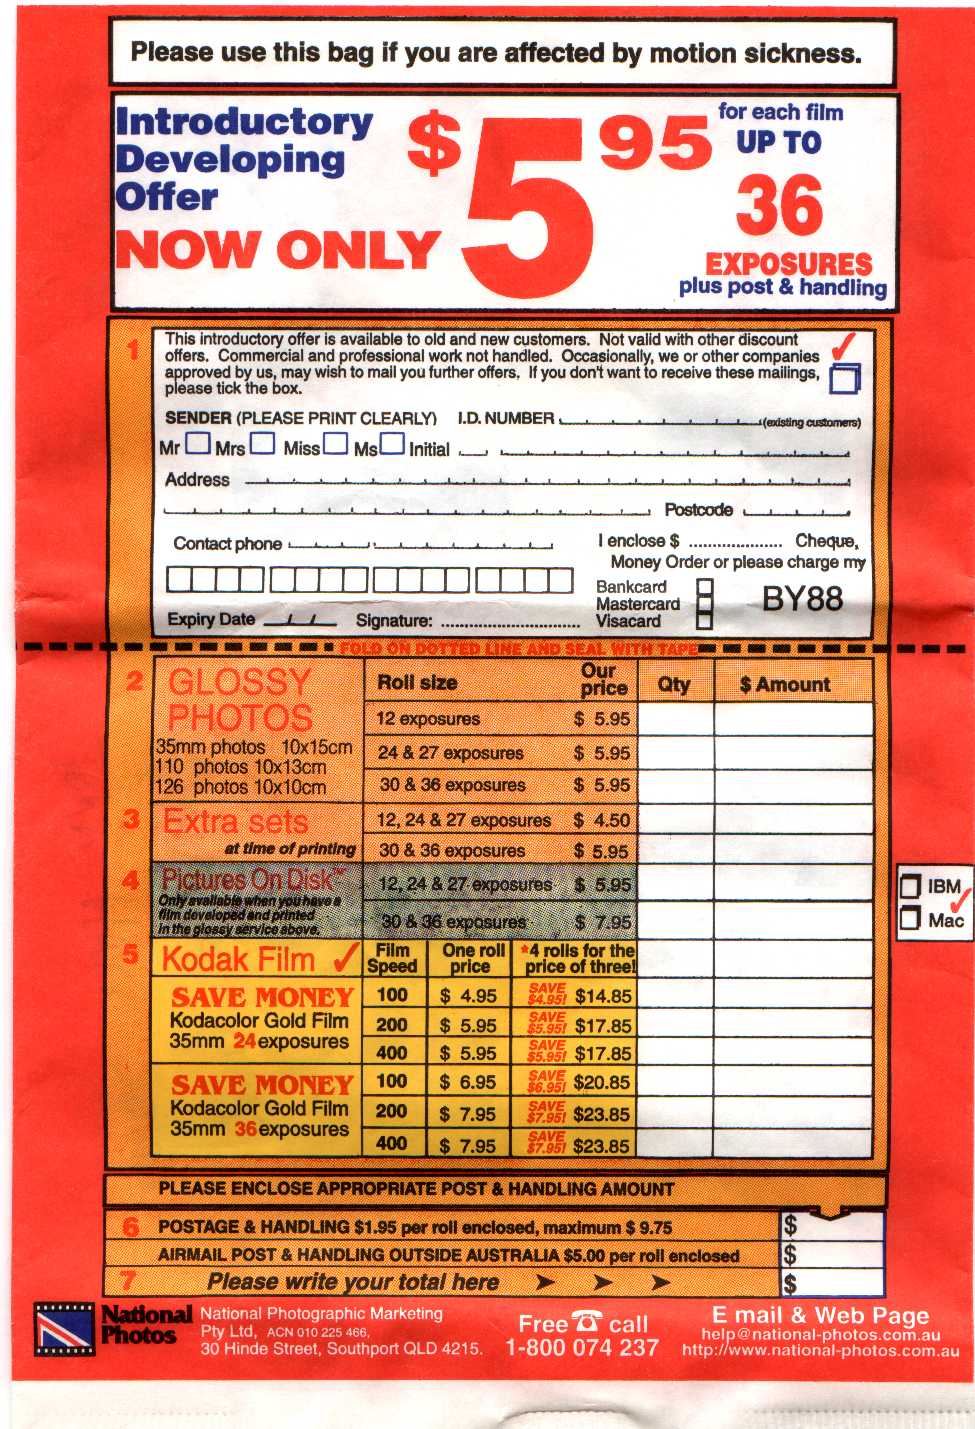 Please use this bag if you are affected by motion sickness.
Introductory
Developing
Offer
NOW ONLY
$5.95
for each film
UP TO
36
EXPOSURES
plus post & handling
1
This introductory offer is available to old and new customers. Not valid with other discount
offers. Commercial and professional work not handled. Occasionally, we or other companies
approved by us, may wish to mail you further offers. If you don't want to receive these mailings,
please tick the box.
SENDER (PLEASE PRINT CLEARLY) I.D. NUMBER (existing customers)
Mr Mrs Miss Ms Initial
Address
Postcode
Contact phone I enclose $ .................... Cheque,
Money Order or please charge my
Bankcard
Mastercard BY88
Expiry Date / / Signature: .............................. Visacard
FOLD ON DOTTED LINE AND SEAL WITH TAPE
2 GLOSSY PHOTOS
35mm photos 10x15cm
110 photos 10x13cm
126 photos 10x10cm
Roll size Our price Qty $ Amount
12 exposures $ 5.95
24 & 27 exposures $ 5.95
30 & 36 exposures $ 5.95
3 Extra sets
at time of printing
12, 24 & 27 exposures $ 4.50
30 & 36 exposures $ 5.95
4 Pictures On Disk™
Only available when you have a
film developed and printed
in the glossy service above.
12, 24 & 27 exposures $ 5.95
30 & 36 exposures $ 7.95
IBM
Mac
5 Kodak Film
Film Speed One roll price *4 rolls for the price of three!
SAVE MONEY
Kodacolor Gold Film
35mm 24 exposures
100 $ 4.95 SAVE $4.95! $14.85
200 $ 5.95 SAVE $5.95! $17.85
400 $ 5.95 SAVE $5.95! $17.85
SAVE MONEY
Kodacolor Gold Film
35mm 36 exposures
100 $ 6.95 SAVE $6.95! $20.85
200 $ 7.95 SAVE $7.95! $23.85
400 $ 7.95 SAVE $7.95! $23.85
PLEASE ENCLOSE APPROPRIATE POST & HANDLING AMOUNT
6 POSTAGE & HANDLING $1.95 per roll enclosed, maximum $ 9.75 $
AIRMAIL POST & HANDLING OUTSIDE AUSTRALIA $5.00 per roll enclosed $
7 Please write your total here ➤ ➤ ➤ $
National
Photos
National Photographic Marketing
Pty Ltd, ACN 010 225 466,
30 Hinde Street, Southport QLD 4215.
Free ☎ call
1-800 074 237
E mail & Web Page
help@national-photos.com.au
http://www.national-photos.com.au